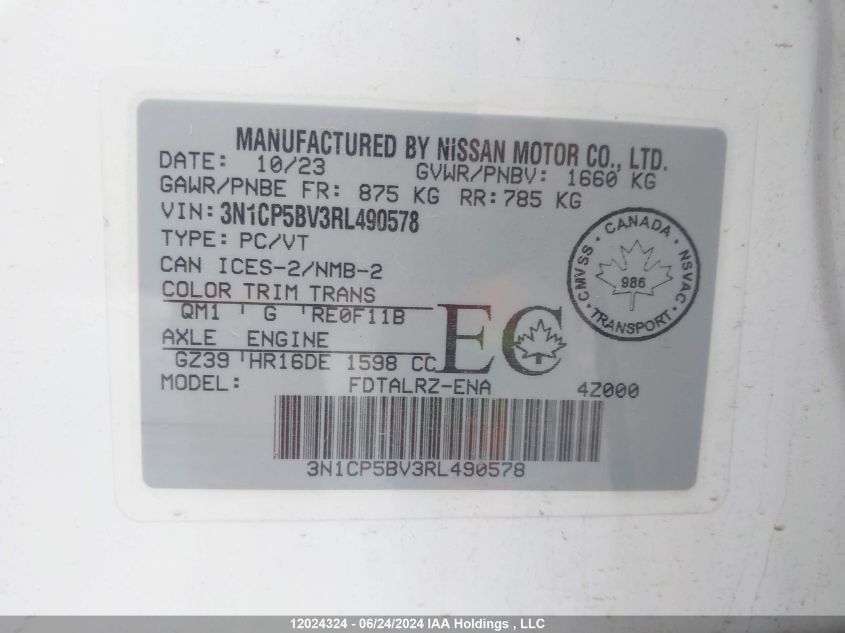 MANUFACTURED BY NISSAN MOTOR CO., LTD.
DATE: 10/23 GVWR/PNBV: 1660 KG
GAWR/PNBE FR: 875 KG RR: 785 KG
VIN: 3N1CP5BV3RL490578
TYPE: PC/VT
CAN ICES-2/NMB-2
COLOR TRIM TRANS
QM1 G RE0F11B
AXLE ENGINE
GZ39 HR16DE 1598 CC
EC
MODEL: FDTALRZ-ENA 4Z000
3N1CP5BV3RL490578
CANADA
CMVSS · NSVAC
986
TRANSPORT
12024324 - 06/24/2024 IAA Holdings , LLC